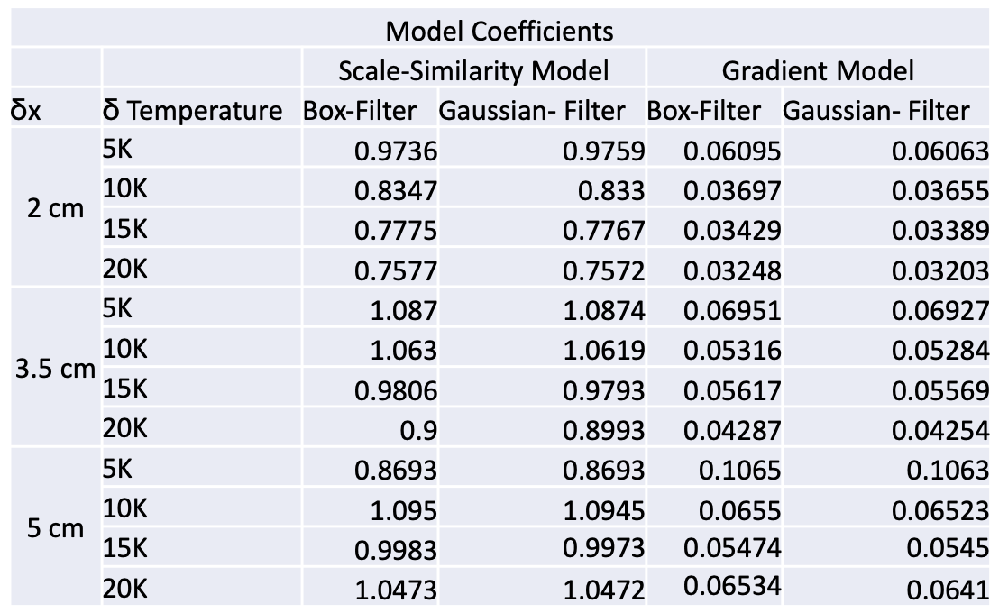 Model Coefficients
Scale-Similarity Model Gradient Model
δx δ Temperature Box-Filter Gaussian- Filter Box-Filter Gaussian- Filter
2 cm
5K 0.9736 0.9759 0.06095 0.06063
10K 0.8347 0.833 0.03697 0.03655
15K 0.7775 0.7767 0.03429 0.03389
20K 0.7577 0.7572 0.03248 0.03203
3.5 cm
5K 1.087 1.0874 0.06951 0.06927
10K 1.063 1.0619 0.05316 0.05284
15K 0.9806 0.9793 0.05617 0.05569
20K 0.9 0.8993 0.04287 0.04254
5 cm
5K 0.8693 0.8693 0.1065 0.1063
10K 1.095 1.0945 0.0655 0.06523
15K 0.9983 0.9973 0.05474 0.0545
20K 1.0473 1.0472 0.06534 0.0641